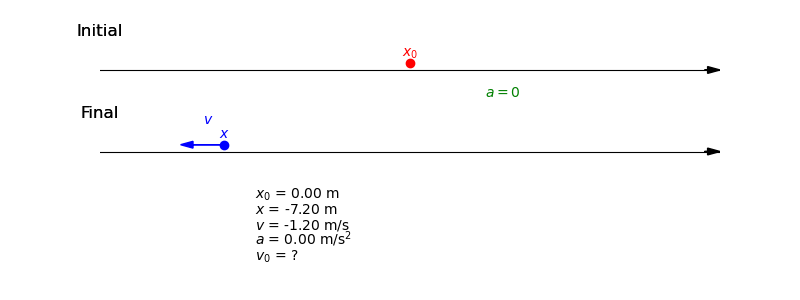 Initial
x₀
a = 0
Final
v
x
x₀ = 0.00 m
x = -7.20 m
v = -1.20 m/s
a = 0.00 m/s²
v₀ = ?